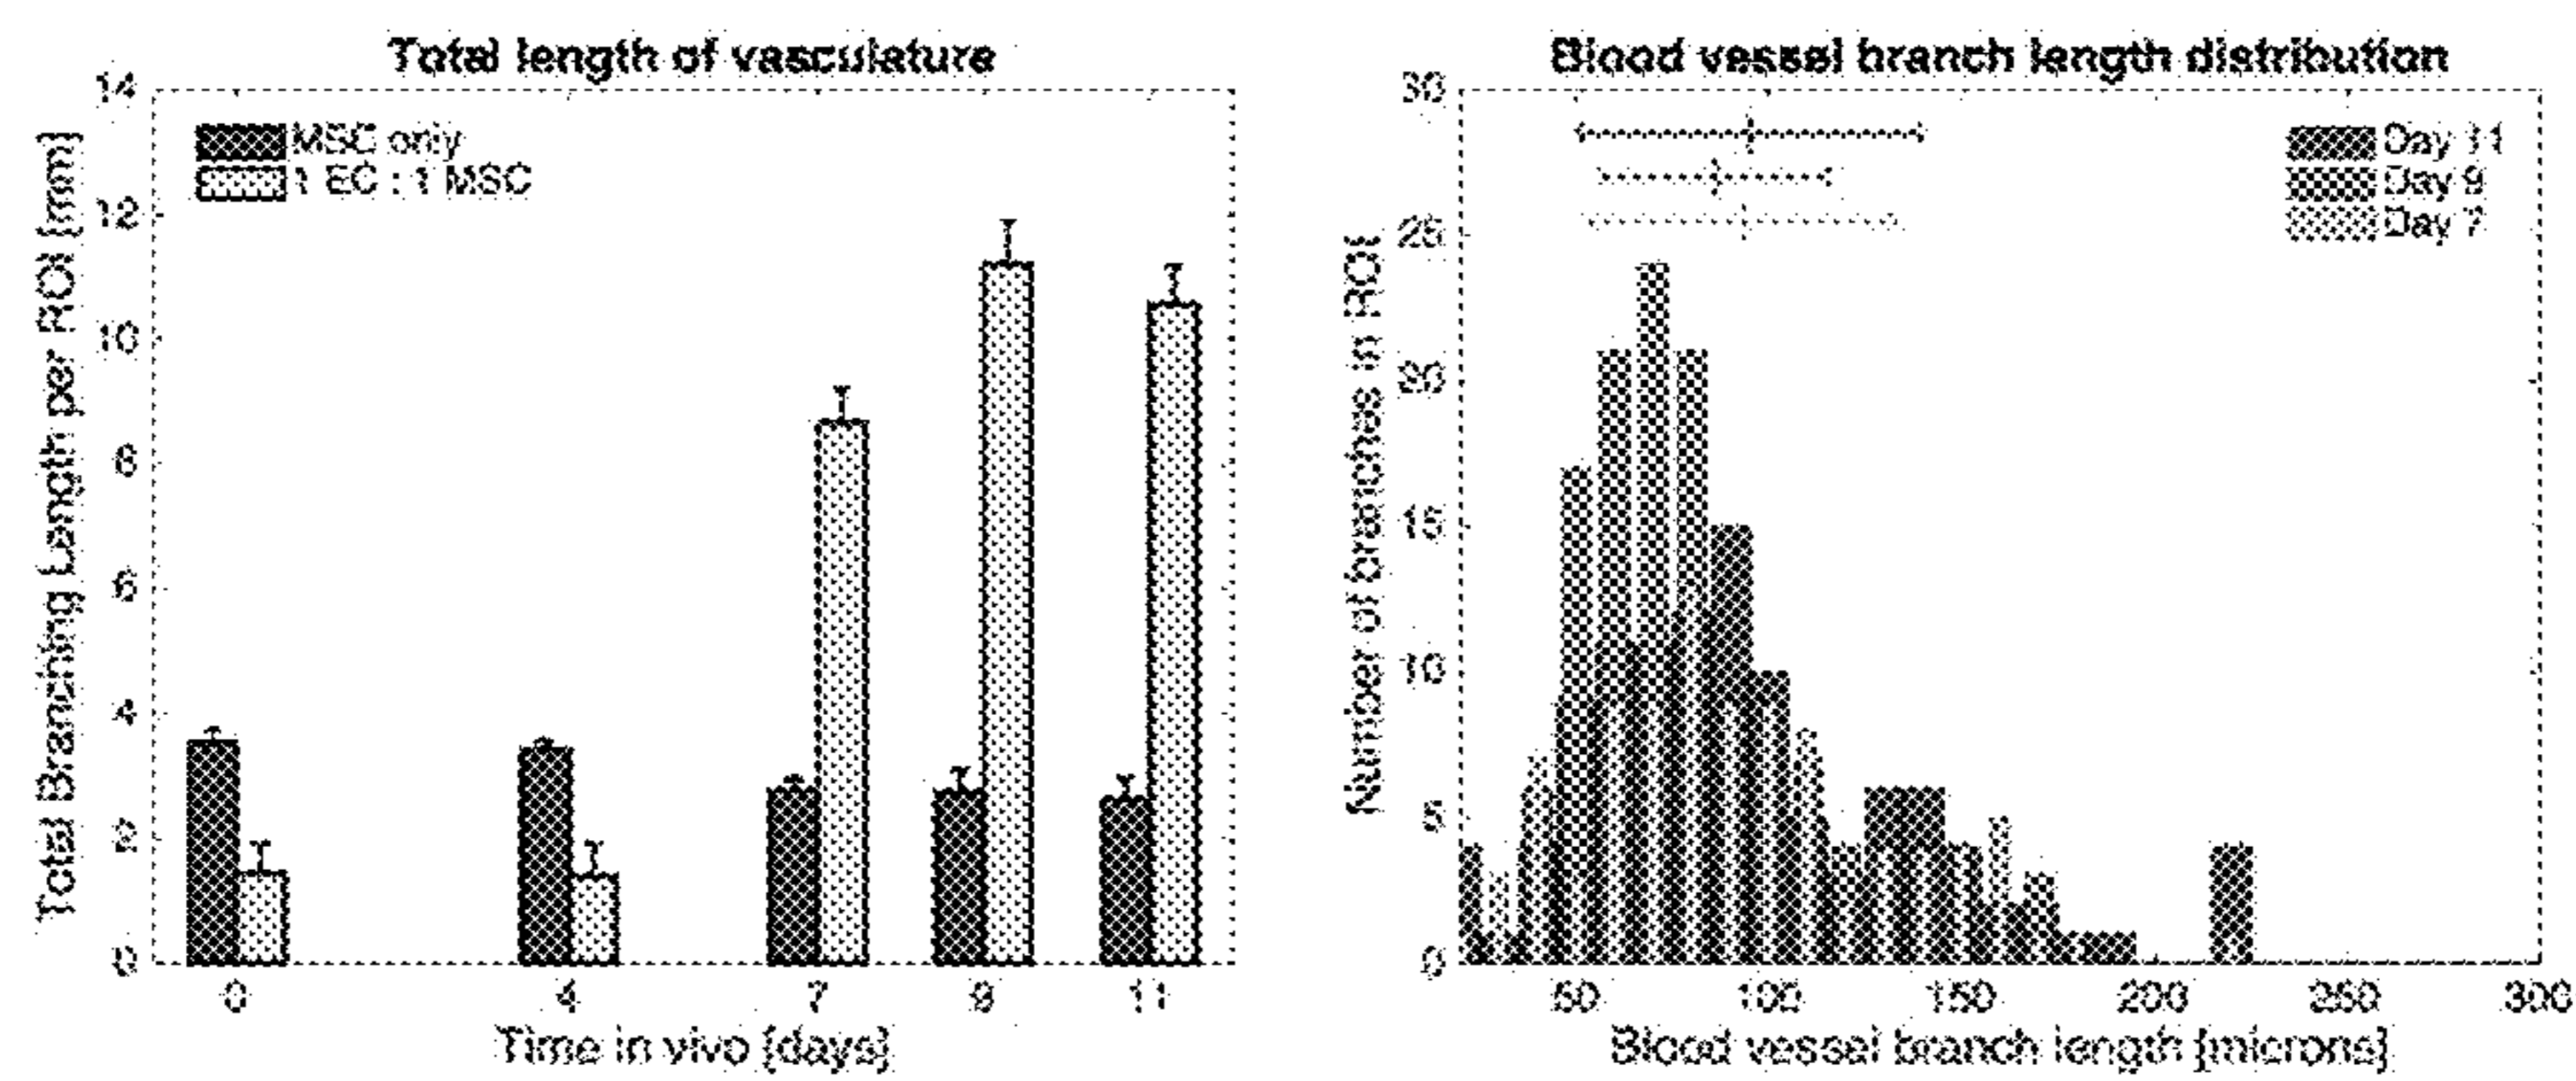 Total length of vasculature
14
12
10
8
6
4
2
0
Total Branching Length per ROI [mm]
MSC only
1 EC : 1 MSC
0 4 7 9 11
Time in vivo [days]
Blood vessel branch length distribution
30
25
20
15
10
5
0
Number of branches in ROI
Day 11
Day 9
Day 7
50 100 150 200 250 300
Blood vessel branch length [microns]